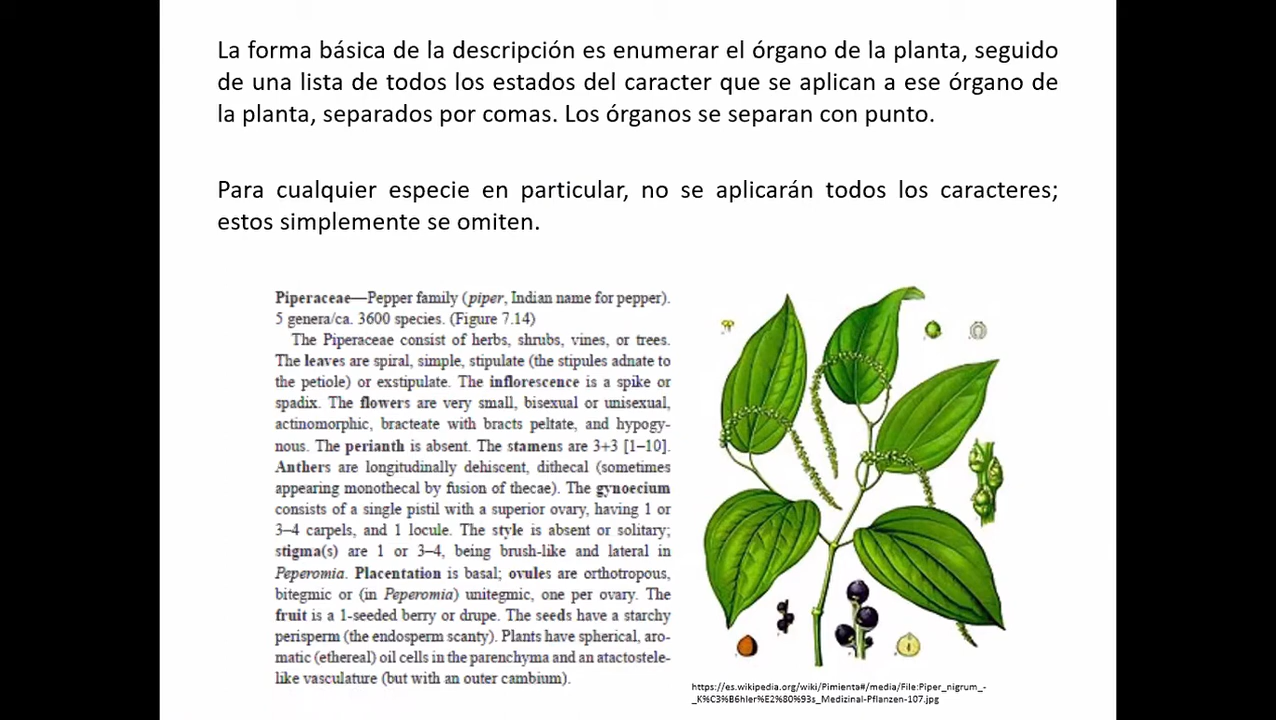 La forma básica de la descripción es enumerar el órgano de la planta, seguido
de una lista de todos los estados del caracter que se aplican a ese órgano de
la planta, separados por comas. Los órganos se separan con punto.
Para cualquier especie en particular, no se aplicarán todos los caracteres;
estos simplemente se omiten.
Piperaceae—Pepper family (piper, Indian name for pepper).
5 genera/ca. 3600 species. (Figure 7.14)
The Piperaceae consist of herbs, shrubs, vines, or trees.
The leaves are spiral, simple, stipulate (the stipules adnate to
the petiole) or exstipulate. The inflorescence is a spike or
spadix. The flowers are very small, bisexual or unisexual,
actinomorphic, bracteate with bracts peltate, and hypogy-
nous. The perianth is absent. The stamens are 3+3 [1–10].
Anthers are longitudinally dehiscent, dithecal (sometimes
appearing monothecal by fusion of thecae). The gynoecium
consists of a single pistil with a superior ovary, having 1 or
3–4 carpels, and 1 locule. The style is absent or solitary;
stigma(s) are 1 or 3–4, being brush-like and lateral in
Peperomia. Placentation is basal; ovules are orthotropous,
bitegmic or (in Peperomia) unitegmic, one per ovary. The
fruit is a 1-seeded berry or drupe. The seeds have a starchy
perisperm (the endosperm scanty). Plants have spherical, aro-
matic (ethereal) oil cells in the parenchyma and an atactostele-
like vasculature (but with an outer cambium).
https://es.wikipedia.org/wiki/Pimienta#/media/File:Piper_nigrum_-
_K%C3%B6hler%E2%80%93s_Medizinal-Pflanzen-107.jpg